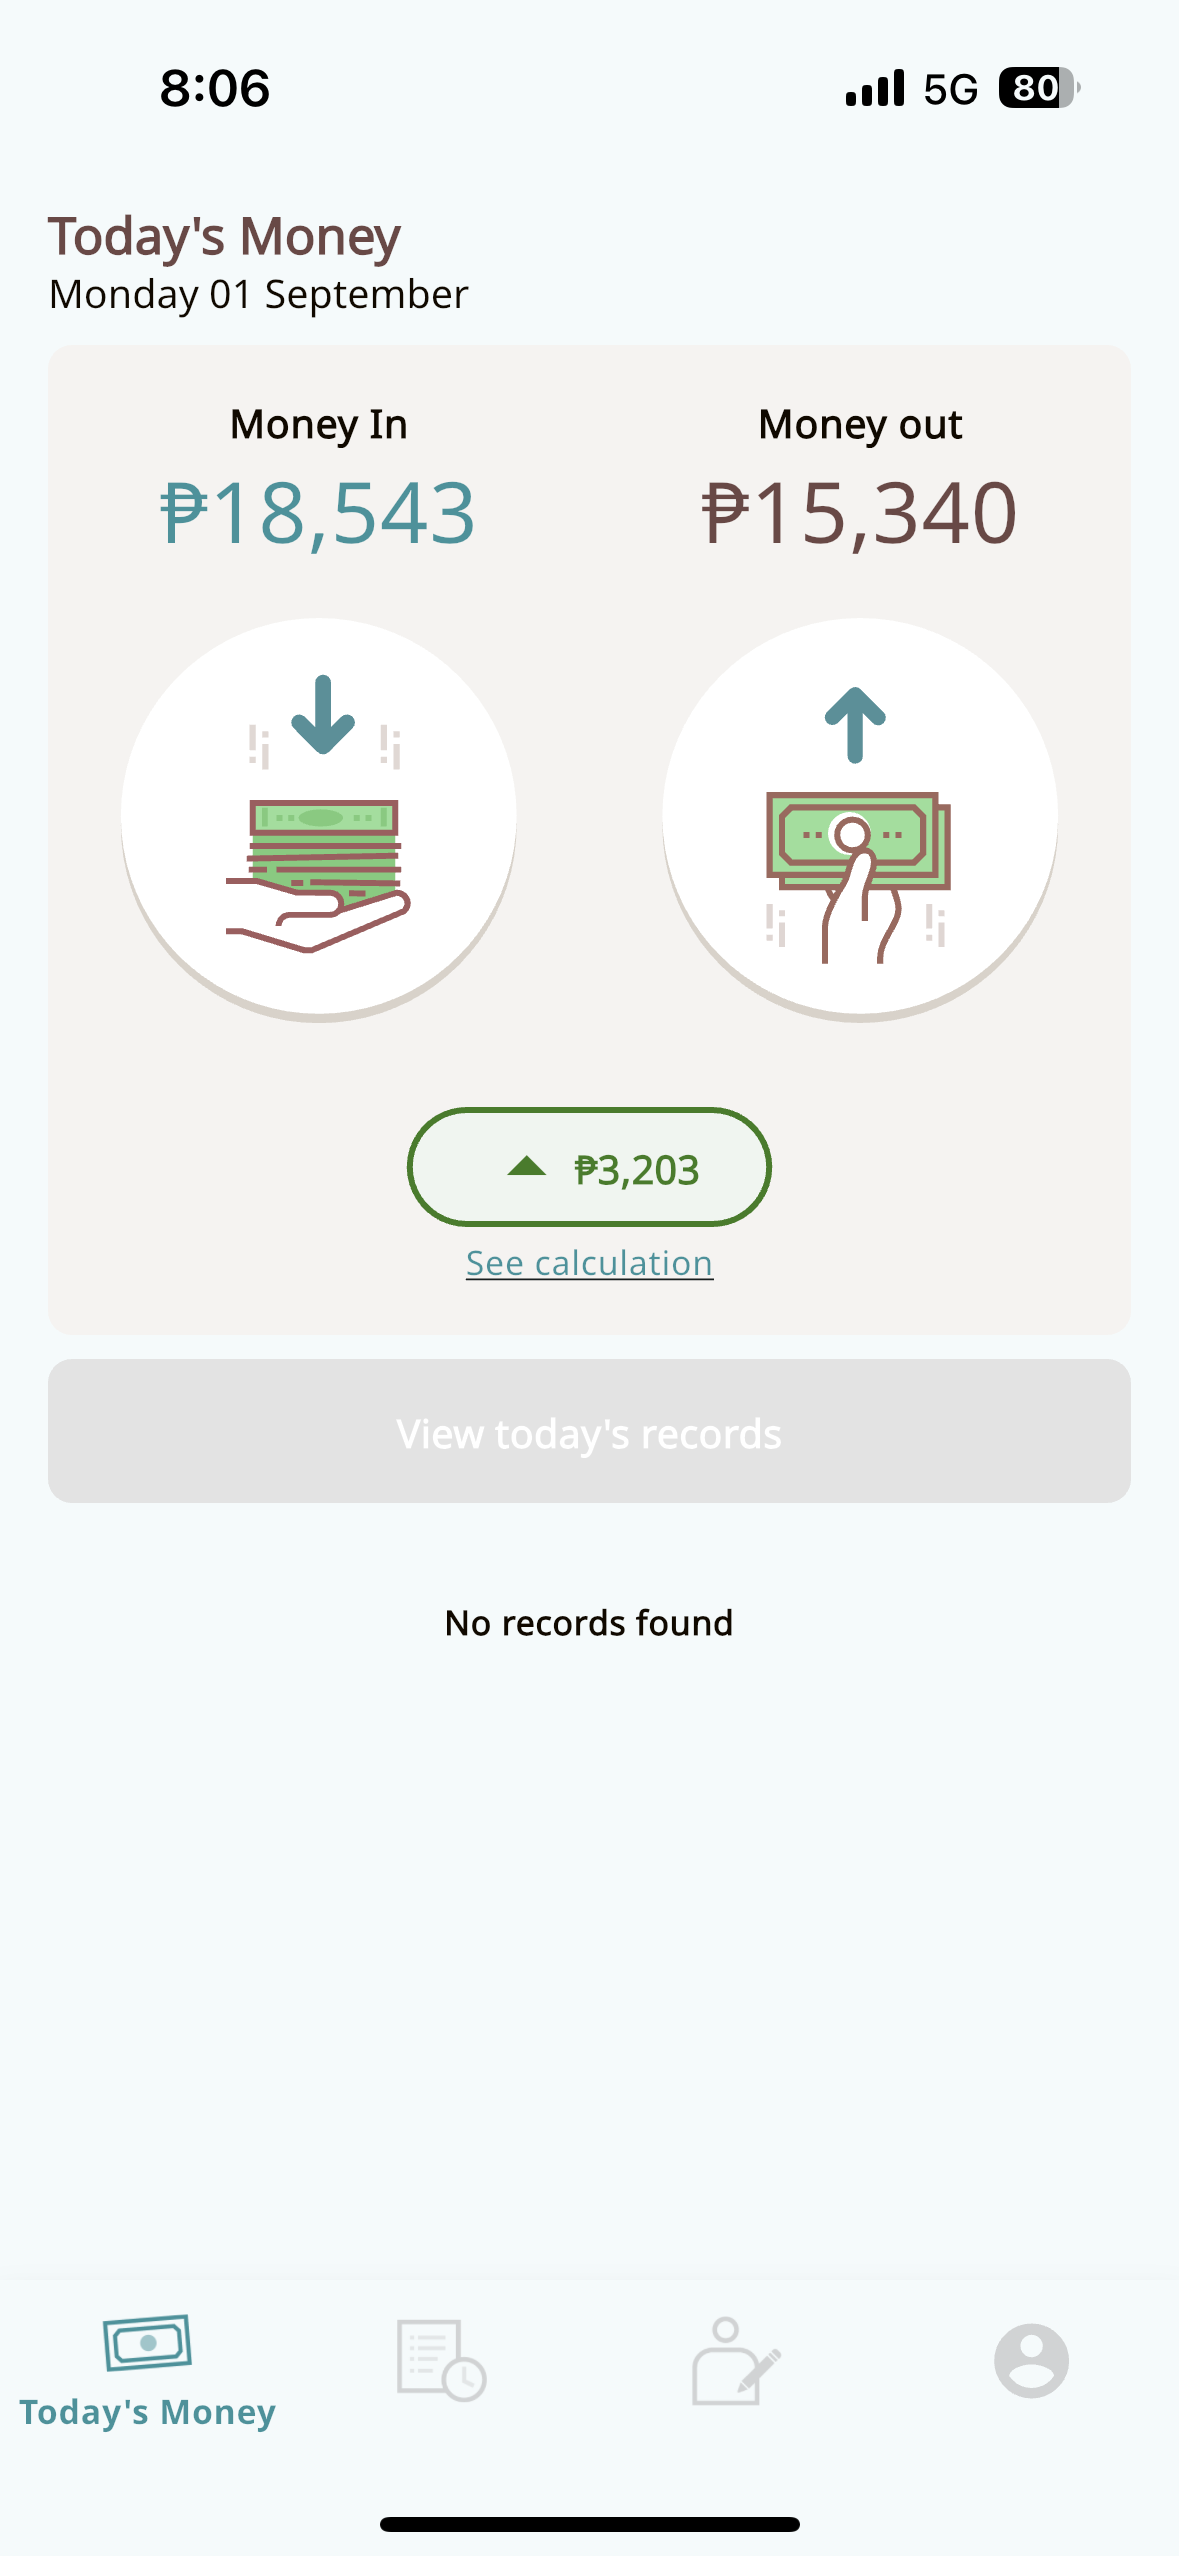 8:06
5G
80
Today's Money
Monday 01 September
Money In
Money out
₱18,543
₱15,340
₱3,203
See calculation
View today's records
No records found
Today's Money